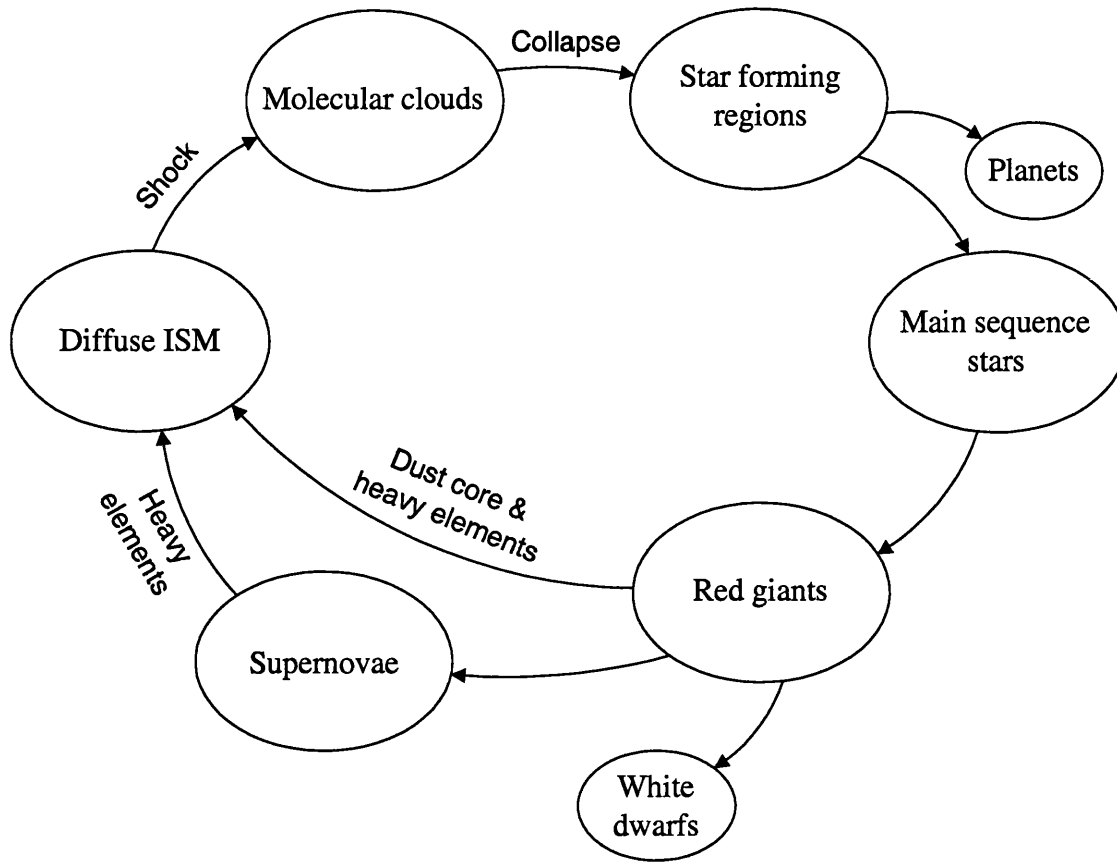 Collapse
Molecular clouds
Star forming
regions
Planets
Shock
Diffuse ISM
Main sequence
stars
Dust core &
heavy elements
Heavy
elements
Red giants
Supernovae
White
dwarfs